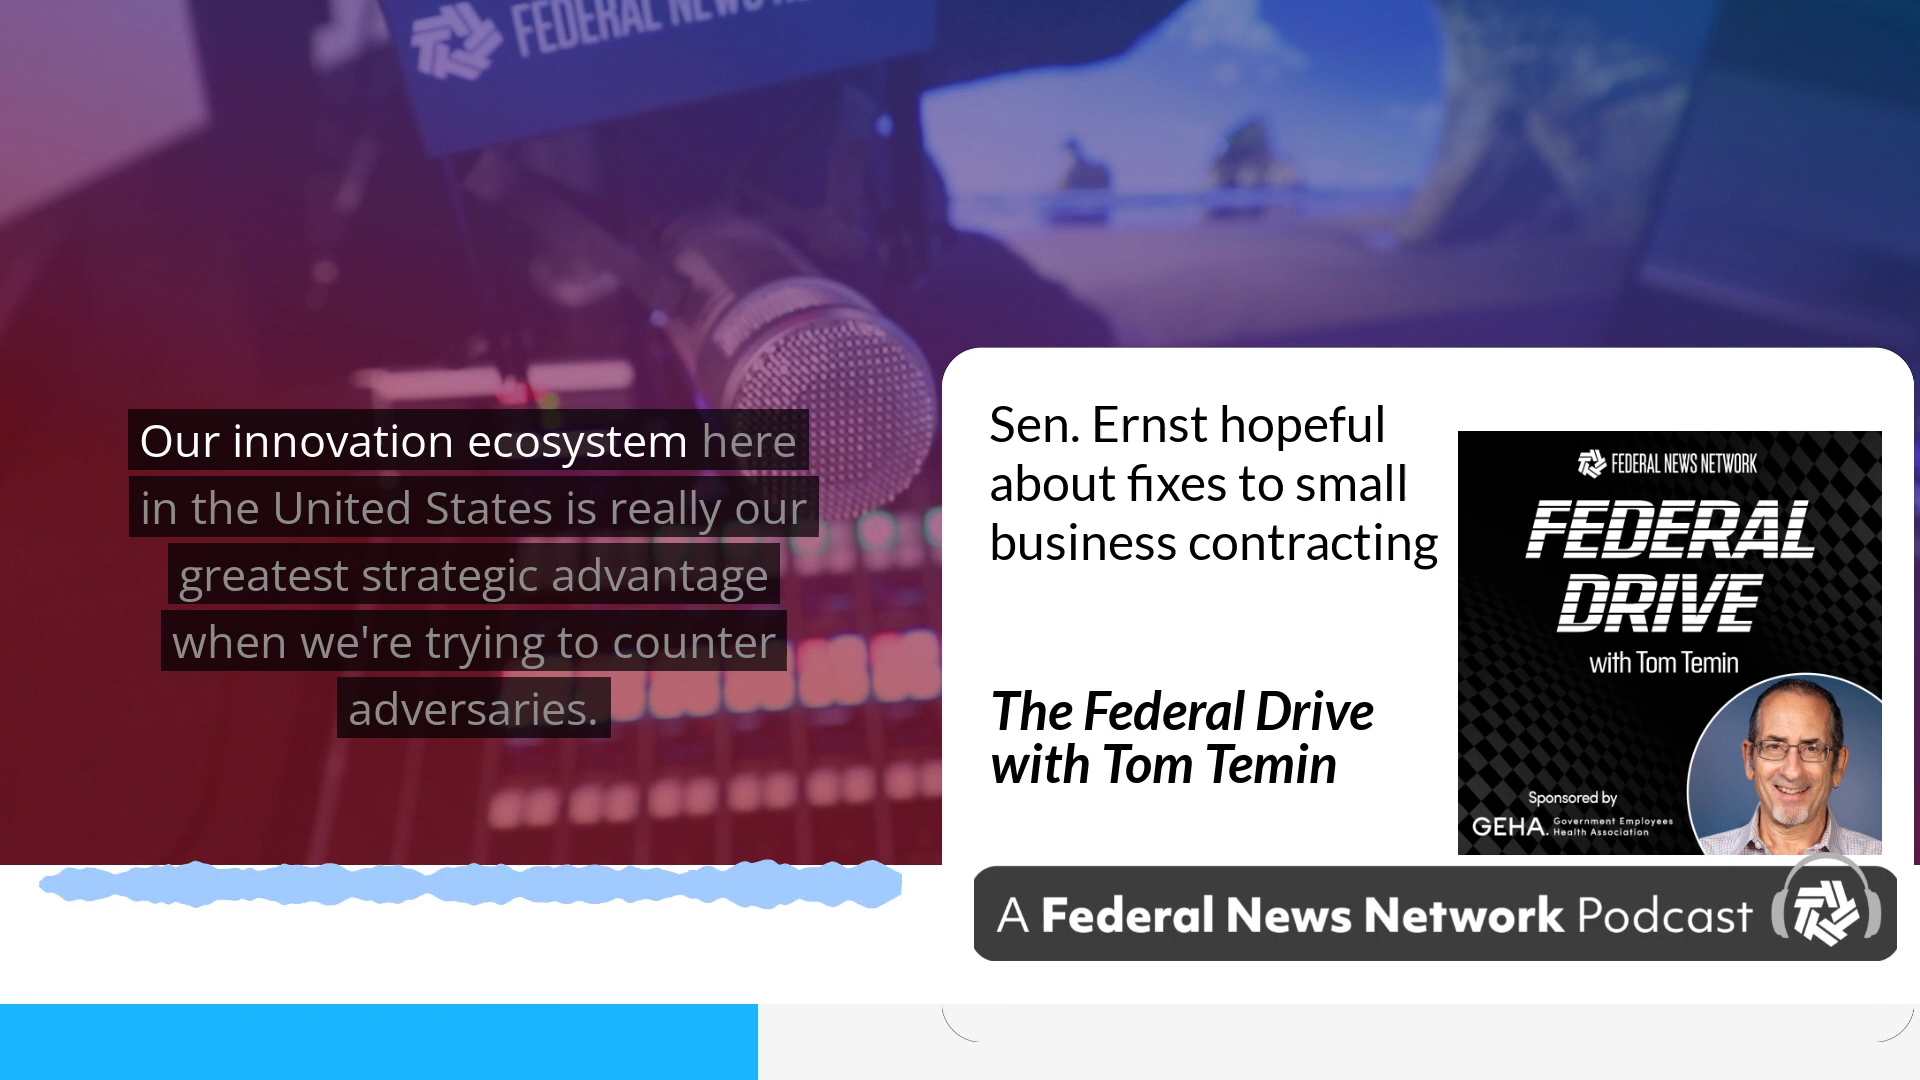 FEDERAL NEWS
Our innovation ecosystem here
in the United States is really our
greatest strategic advantage
when we're trying to counter
adversaries.
Sen. Ernst hopeful
about fixes to small
business contracting
The Federal Drive
with Tom Temin
FEDERAL NEWS NETWORK
FEDERAL
DRIVE
with Tom Temin
Sponsored by
GEHA. Government Employees
Health Association
A Federal News Network Podcast